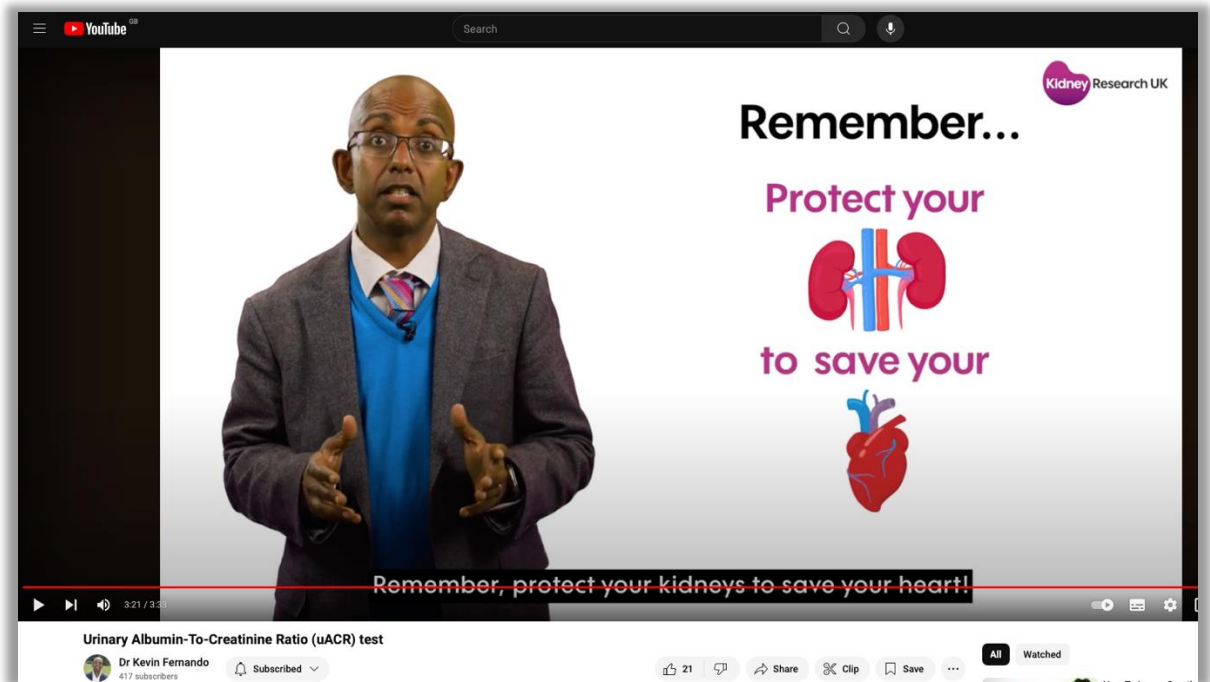 YouTube GB
Search
Kidney Research UK
Remember...
Protect your
to save your
Remember, protect your kidneys to save your heart!
3:21 / 3:33
Urinary Albumin-To-Creatinine Ratio (uACR) test
Dr Kevin Fernando
417 subscribers
Subscribed
21
Share
Clip
Save
All
Watched